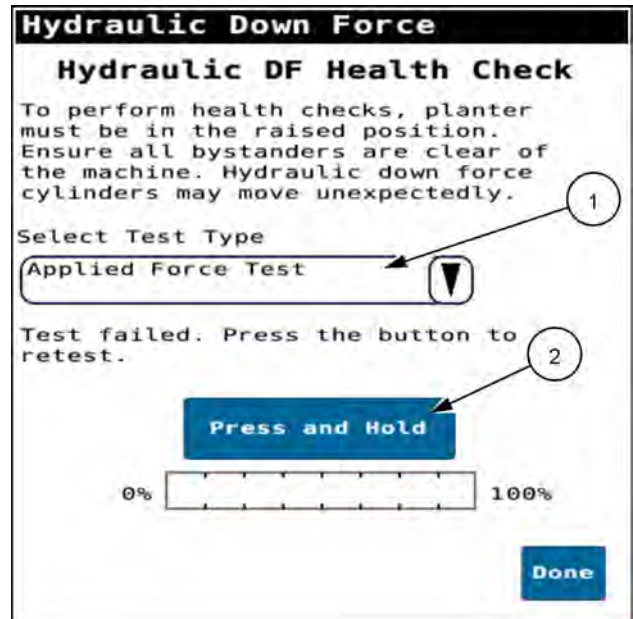 Hydraulic Down Force
Hydraulic DF Health Check
To perform health checks, planter
must be in the raised position.
Ensure all bystanders are clear of
the machine. Hydraulic down force
cylinders may move unexpectedly.
1
Select Test Type
Applied Force Test
Test failed. Press the button to
retest.
2
Press and Hold
0% 100%
Done